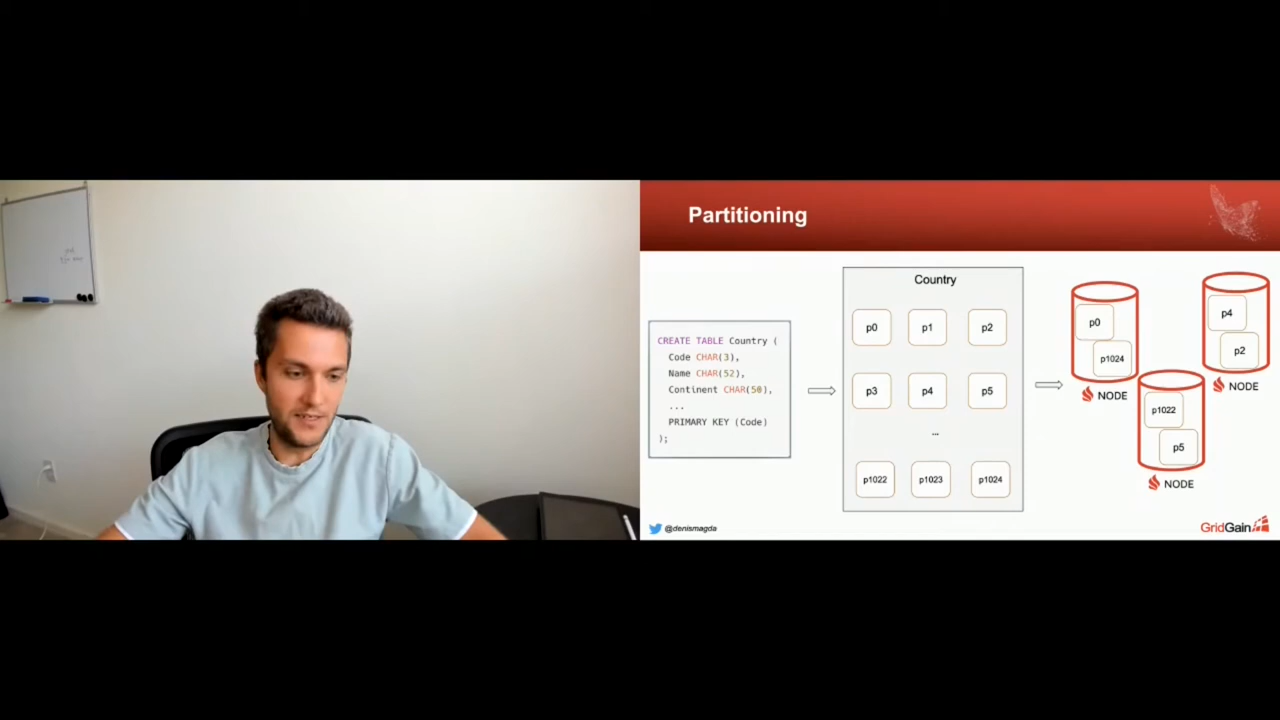 Partitioning
CREATE TABLE Country (
Code CHAR(3),
Name CHAR(52),
Continent CHAR(50),
...
PRIMARY KEY (Code)
);
Country
p0 p1 p2
p3 p4 p5
...
p1022 p1023 p1024
p0
p1024
NODE
p4
p2
NODE
p1022
p5
NODE
@denismagda
GridGain